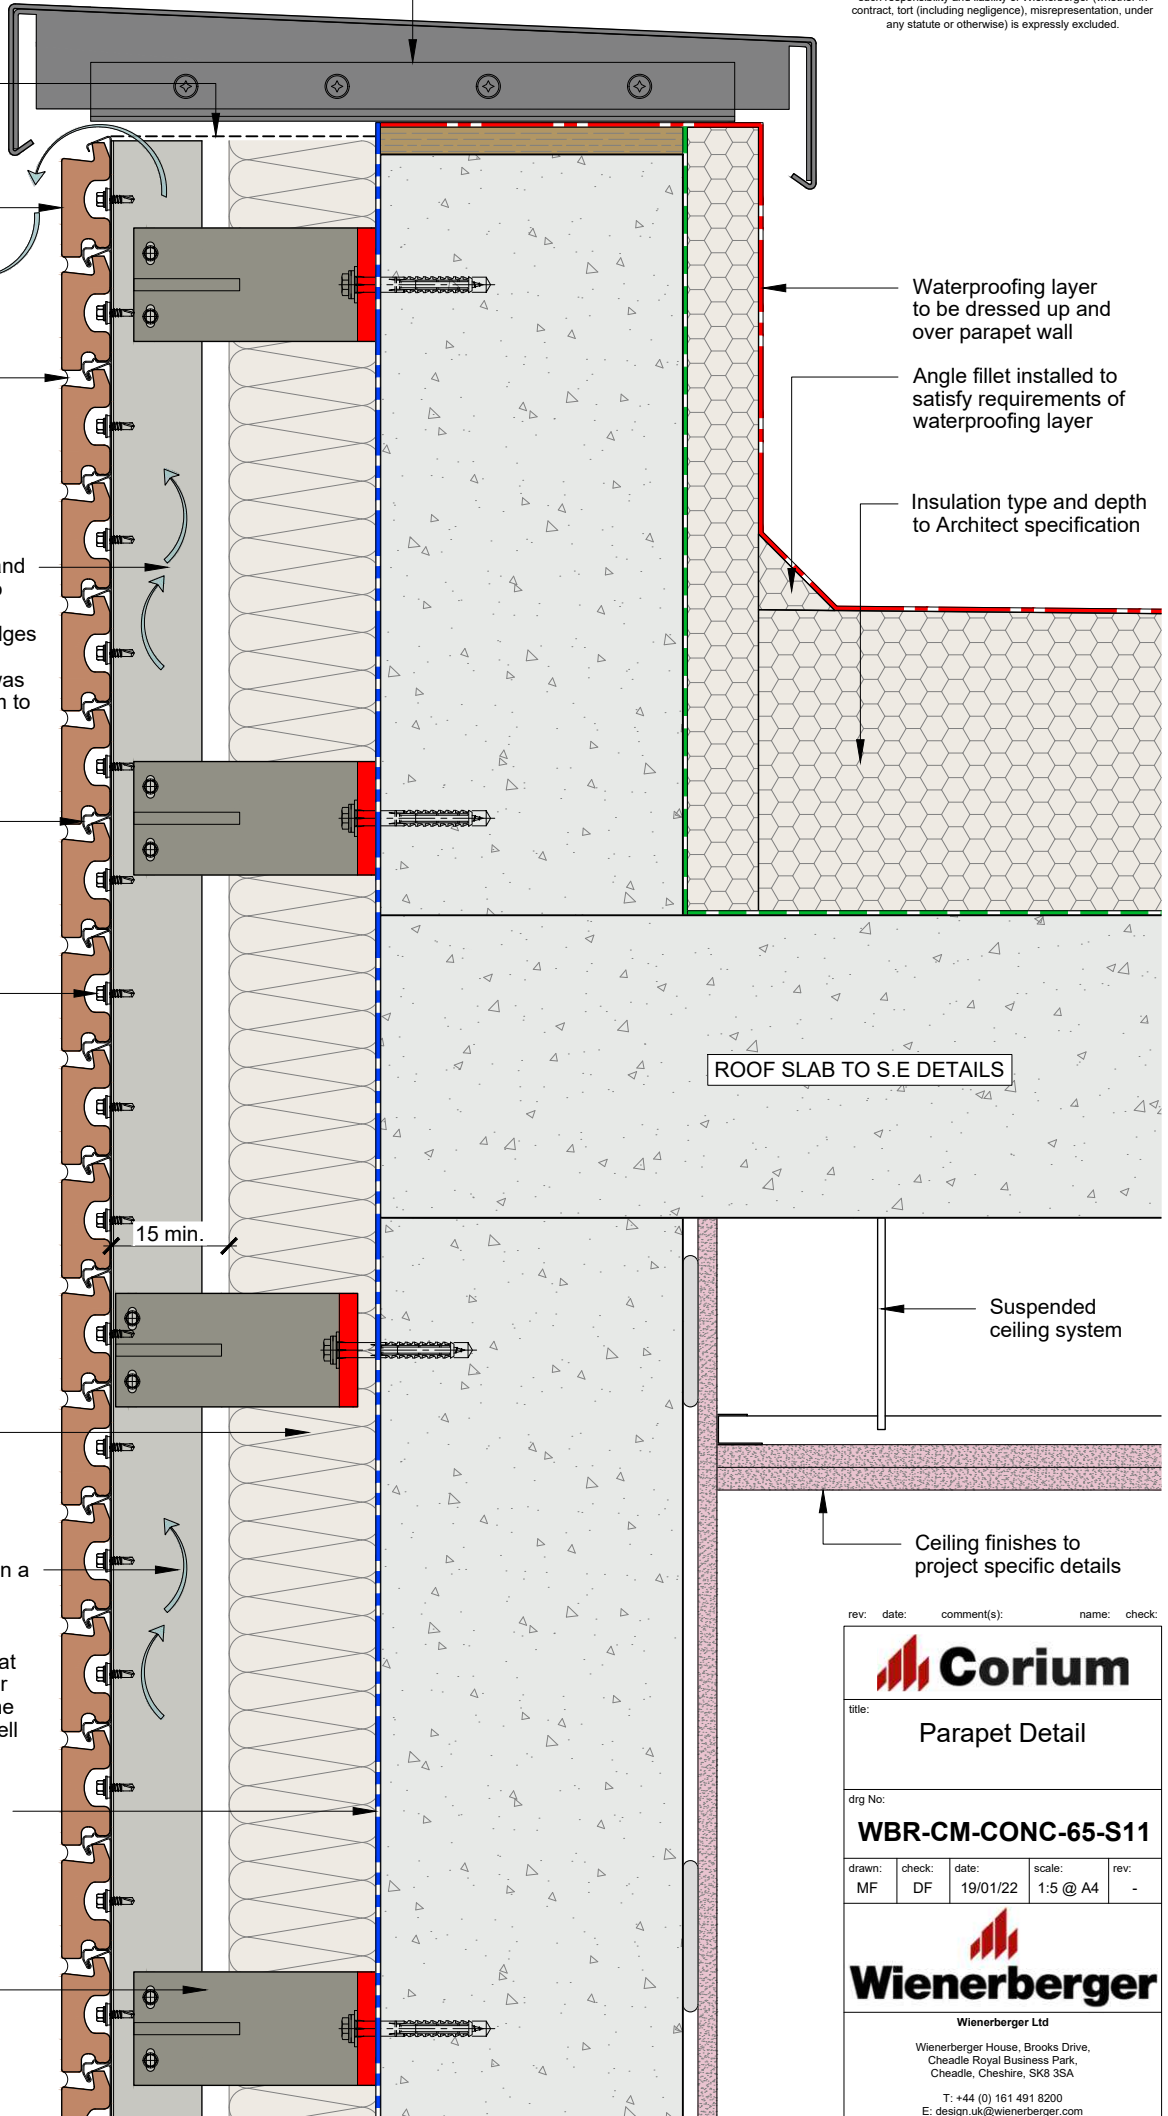 contract, tort (including negligence), misrepresentation, under
any statute or otherwise) is expressly excluded.
Waterproofing layer
to be dressed up and
over parapet wall
Angle fillet installed to
satisfy requirements of
waterproofing layer
Insulation type and depth
to Architect specification
and
ROOF SLAB TO S.E DETAILS
15 min.
Suspended
ceiling system
n a
Ceiling finishes to
project specific details
rev: date: comment(s): name: check:
Corium
title:
Parapet Detail
drg No:
WBR-CM-CONC-65-S11
drawn: check: date: scale: rev:
MF DF 19/01/22 1:5 @ A4 -
Wienerberger
Wienerberger Ltd
Wienerberger House, Brooks Drive,
Cheadle Royal Business Park,
Cheadle, Cheshire, SK8 3SA
T: +44 (0) 161 491 8200
E: design.uk@wienerberger.com